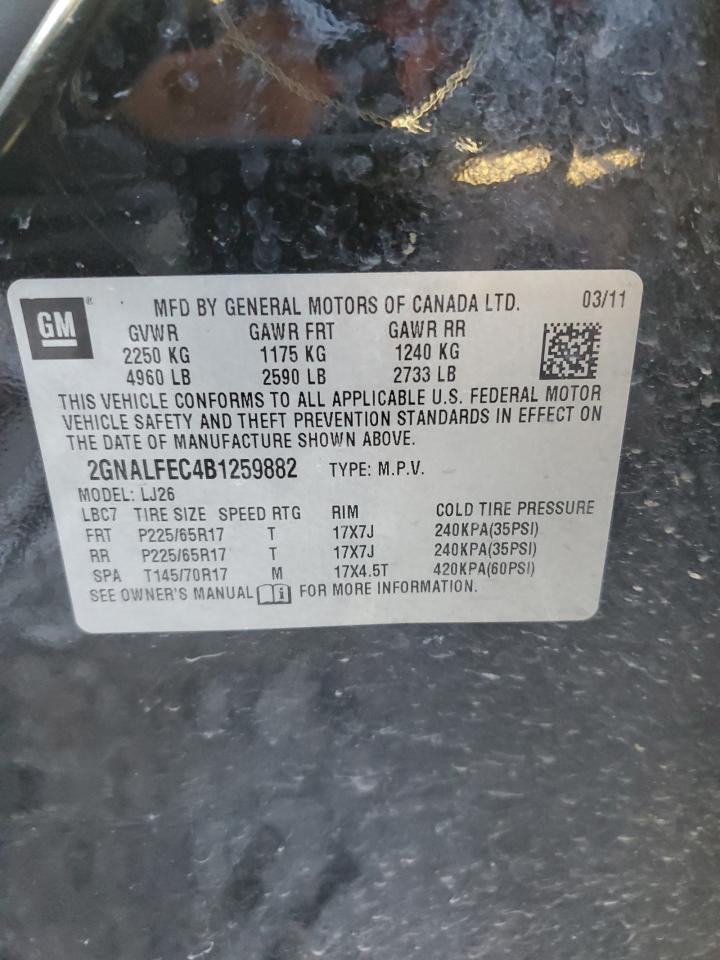 GM® MFD BY GENERAL MOTORS OF CANADA LTD. 03/11
GVWR GAWR FRT GAWR RR
2250 KG 1175 KG 1240 KG
4960 LB 2590 LB 2733 LB
THIS VEHICLE CONFORMS TO ALL APPLICABLE U.S. FEDERAL MOTOR
VEHICLE SAFETY AND THEFT PREVENTION STANDARDS IN EFFECT ON
THE DATE OF MANUFACTURE SHOWN ABOVE.
2GNALFEC4B1259882 TYPE: M.P.V.
MODEL: LJ26
LBC7 TIRE SIZE SPEED RTG RIM COLD TIRE PRESSURE
FRT P225/65R17 T 17X7J 240KPA(35PSI)
RR P225/65R17 T 17X7J 240KPA(35PSI)
SPA T145/70R17 M 17X4.5T 420KPA(60PSI)
SEE OWNER'S MANUAL i FOR MORE INFORMATION.